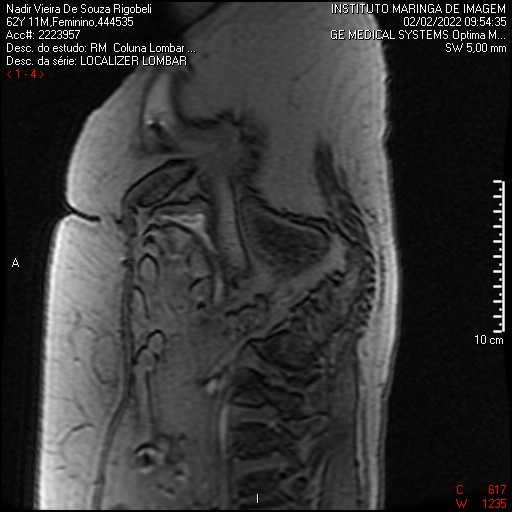 Nadir Vieira De Souza Rigobeli
62Y 11M,Feminino,444535
Acc#: 2223957
Desc. do estudo: RM Coluna Lombar ...
Desc. da série: LOCALIZER LOMBAR
< 1 - 4 >
INSTITUTO MARINGA DE IMAGEM
02/02/2022 09:54:35
GE MEDICAL SYSTEMS Optima M...
SW 5,00 mm
A
10 cm
I
C 617
W 1235